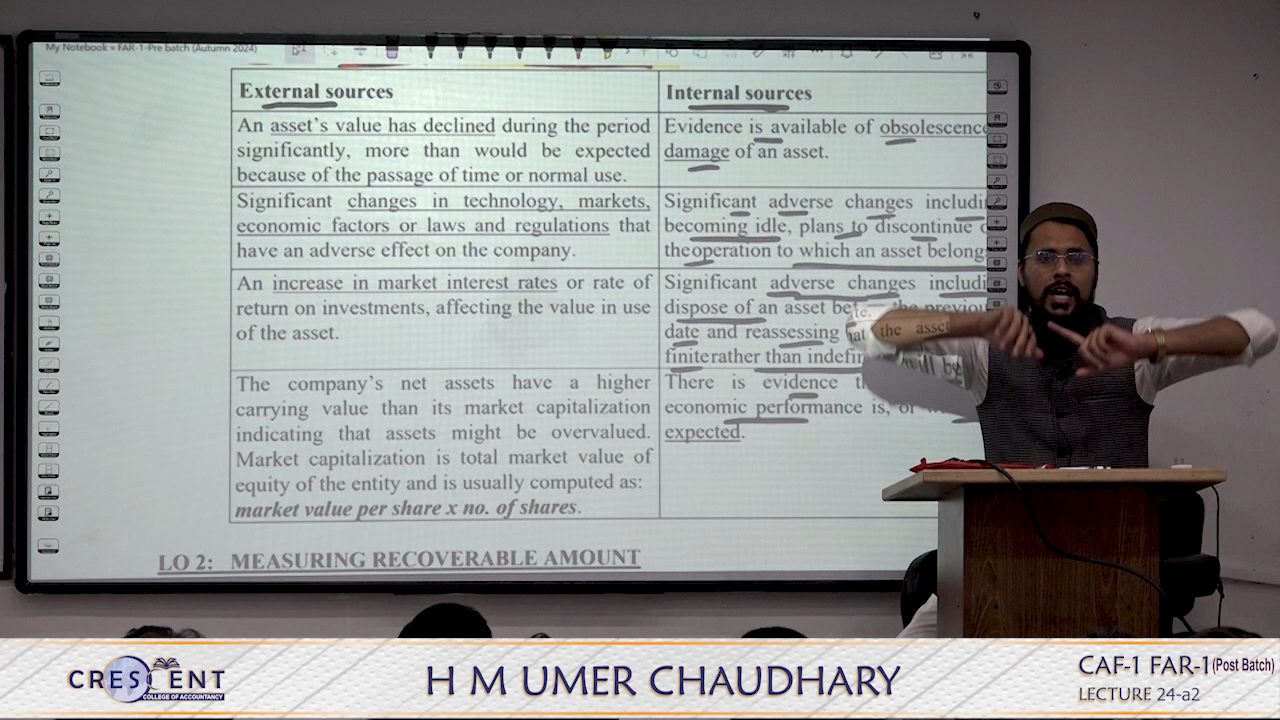 My Notebook » FAR-1-Pre batch (Autumn 2024)
External sources
An asset's value has declined during the period
significantly, more than would be expected
because of the passage of time or normal use.
Significant changes in technology, markets,
economic factors or laws and regulations that
have an adverse effect on the company.
An increase in market interest rates or rate of
return on investments, affecting the value in use
of the asset.
The company's net assets have a higher
carrying value than its market capitalization
indicating that assets might be overvalued.
Market capitalization is total market value of
equity of the entity and is usually computed as:
market value per share x no. of shares.
Internal sources
Evidence is available of obsolescence
damage of an asset.
Significant adverse changes includi
becoming idle, plans to discontinue
the operation to which an asset belong
Significant adverse changes includi
dispose of an asset be the previou
date and reassessing the asset
finite rather than indefin
There is evidence
economic performance is, or
expected.
LO 2: MEASURING RECOVERABLE AMOUNT
CRESCENT
COLLEGE OF ACCOUNTANCY
H M UMER CHAUDHARY
CAF-1 FAR-1 (Post Batch)
LECTURE 24-a2